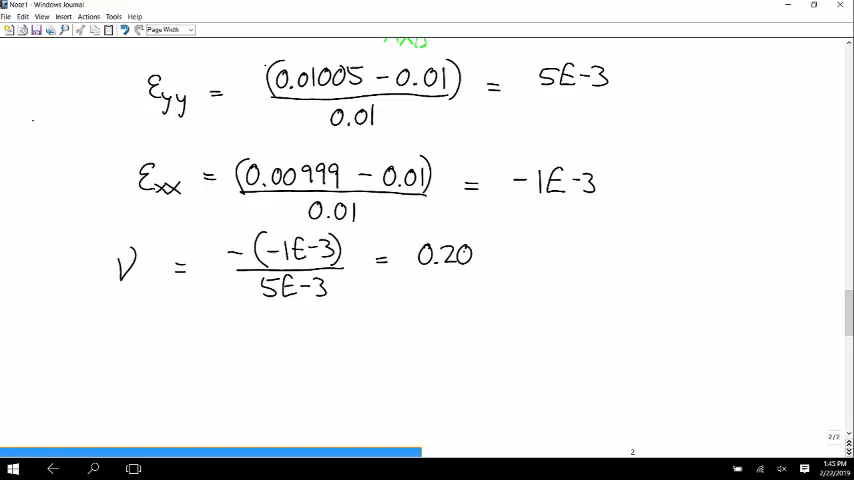 Note1 - Windows Journal
File Edit View Insert Actions Tools Help
Page Width
Axis
εyy = (0.01005 - 0.01) / 0.01 = 5E-3
εxx = (0.00999 - 0.01) / 0.01 = -1E-3
ν = -(-1E-3) / 5E-3 = 0.20
2/2
2
1:45 PM
2/22/2019